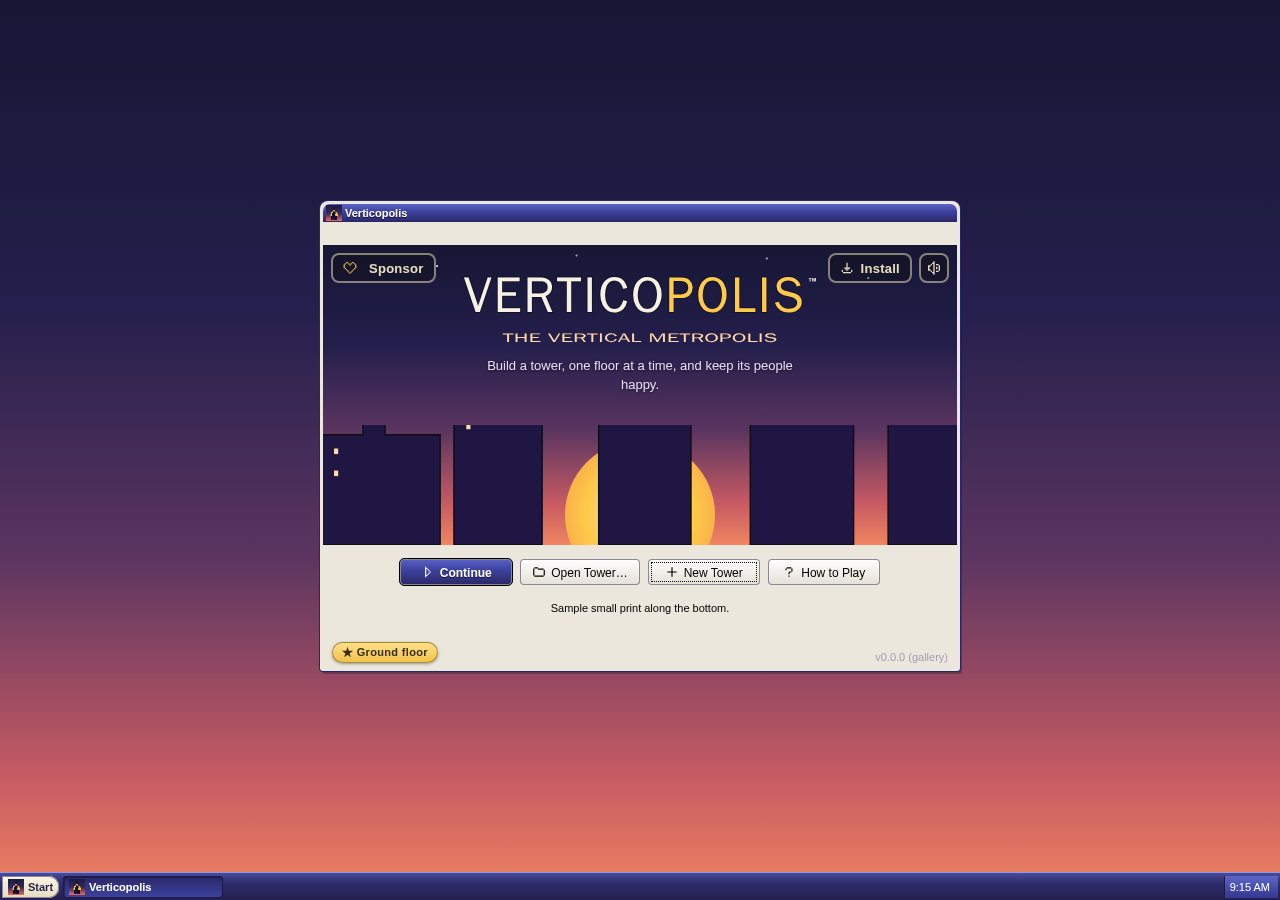 Verticopolis
Sponsor
Install
VERTICOPOLIS™
THE VERTICAL METROPOLIS
Build a tower, one floor at a time, and keep its people
happy.
Continue
Open Tower…
New Tower
How to Play
Sample small print along the bottom.
★ Ground floor
v0.0.0 (gallery)
Start
Verticopolis
9:15 AM